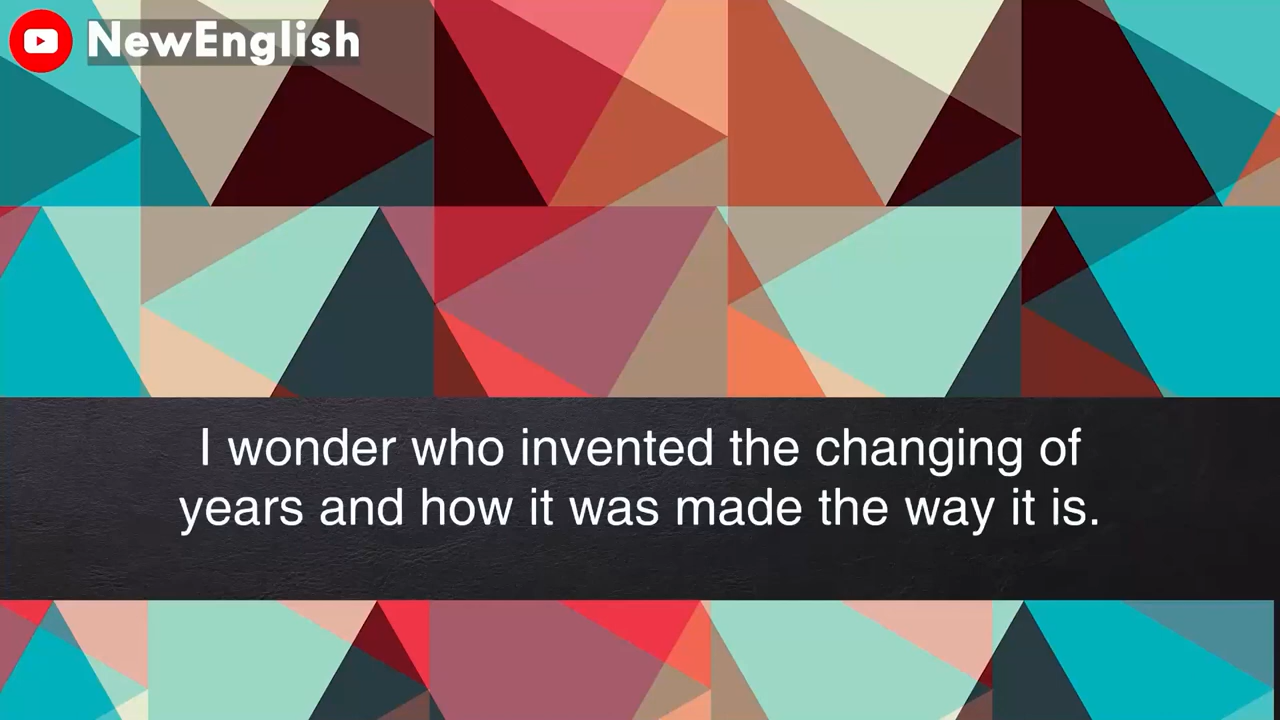 NewEnglish
I wonder who invented the changing of
years and how it was made the way it is.